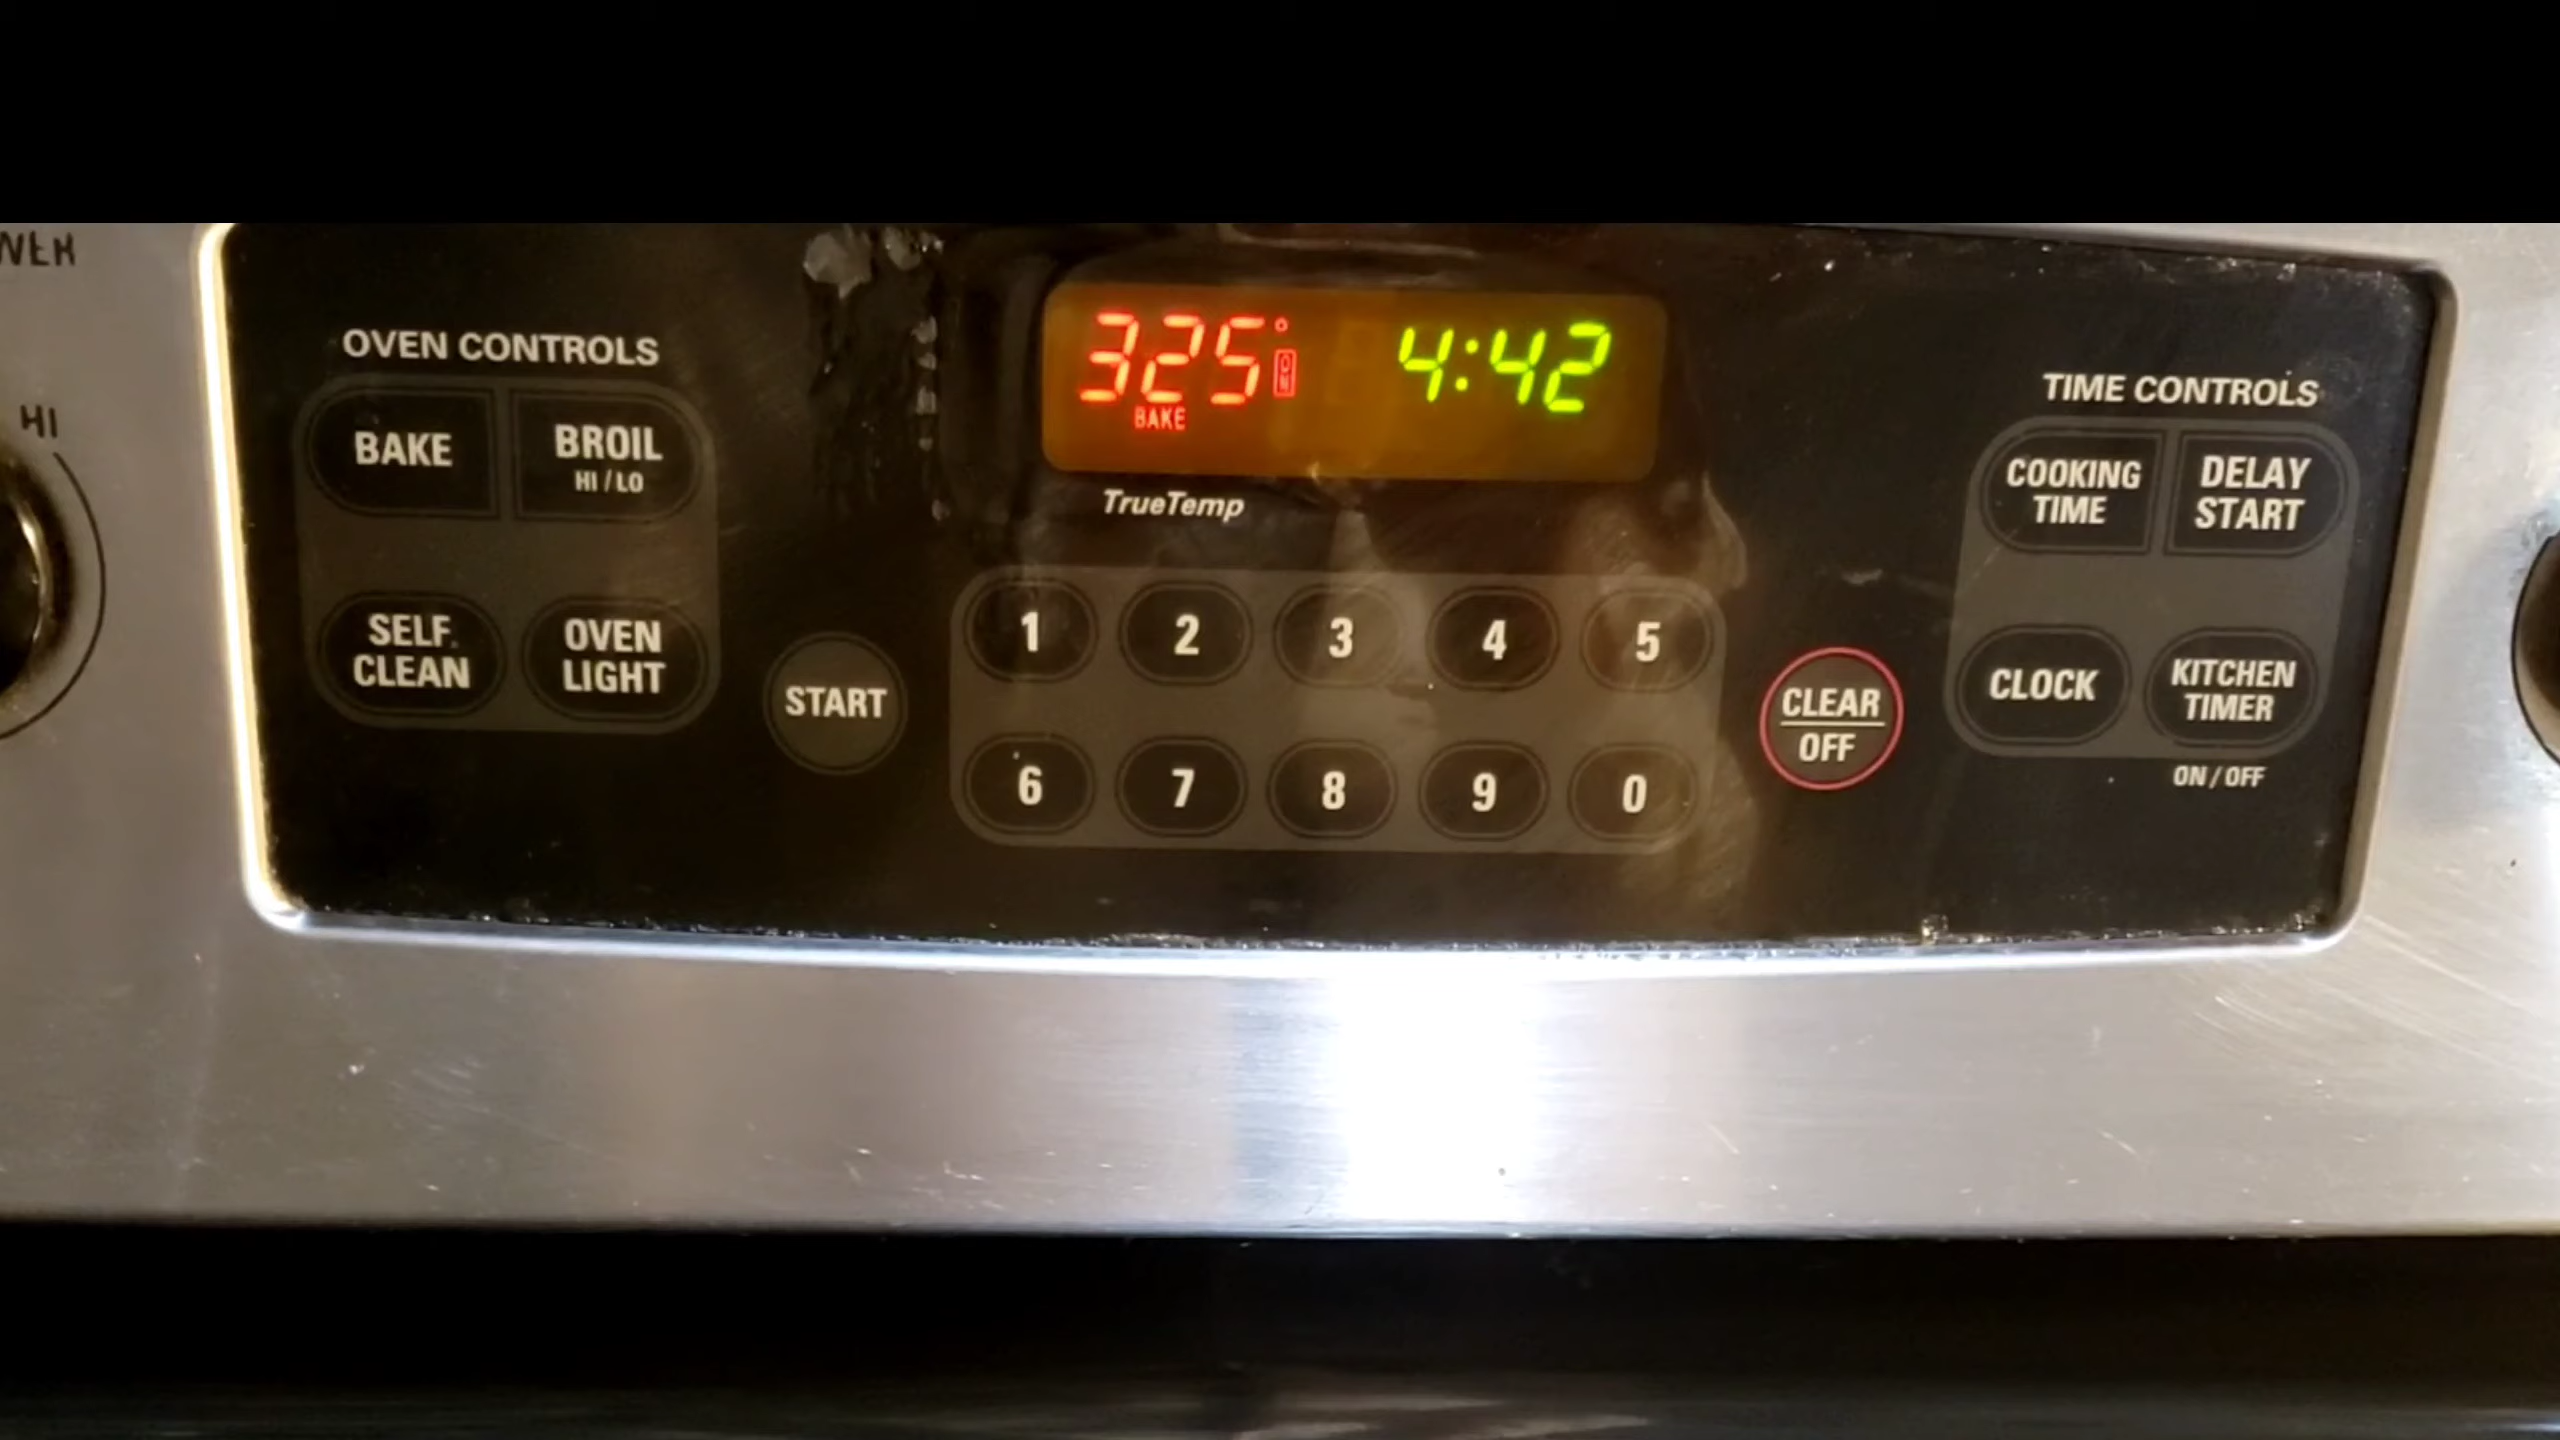 HI
OVEN CONTROLS
BAKE
BROIL
HI / LO
SELF
CLEAN
OVEN
LIGHT
START
325° ON
BAKE
4:42
TrueTemp
1 2 3 4 5
6 7 8 9 0
CLEAR
OFF
TIME CONTROLS
COOKING
TIME
DELAY
START
CLOCK
KITCHEN
TIMER
ON / OFF